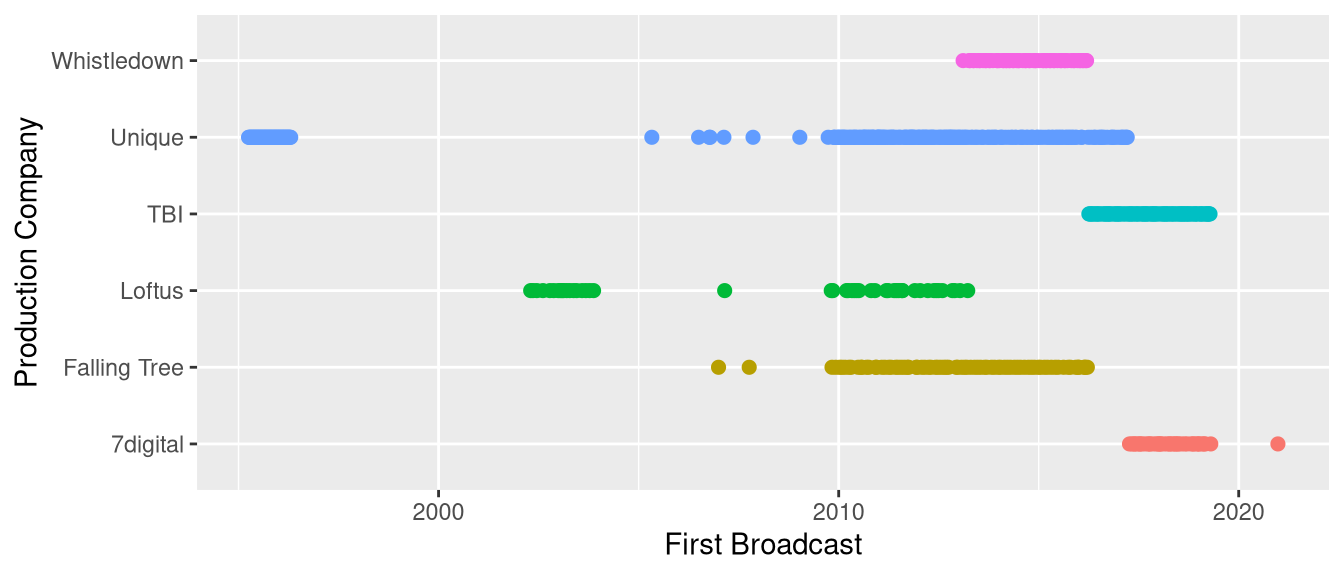 Production Company
Whistledown
Unique
TBI
Loftus
Falling Tree
7digital
2000 2010 2020
First Broadcast